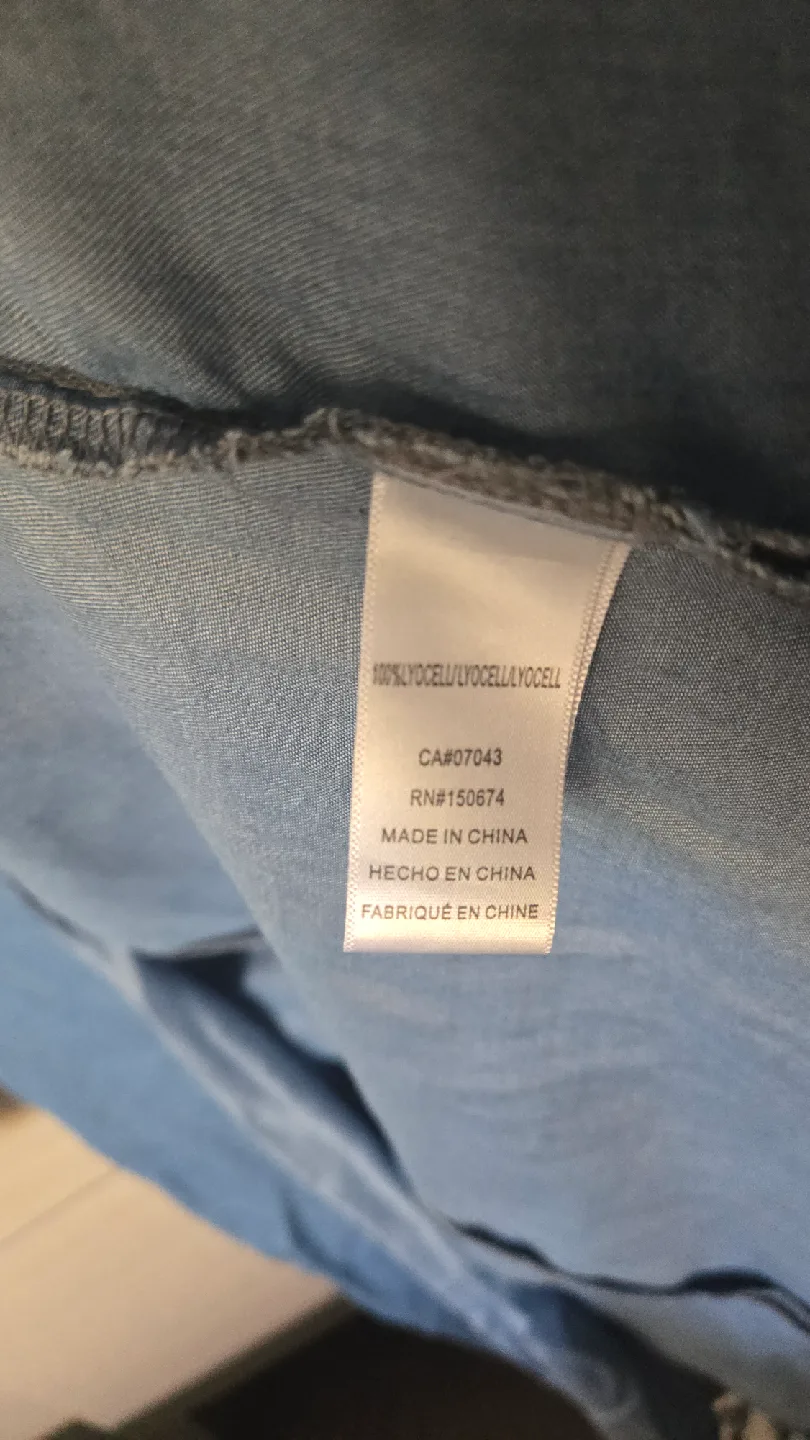 100%LYOCELL/LYOCELL/LYOCELL
CA#07043
RN#150674
MADE IN CHINA
HECHO EN CHINA
FABRIQUÉ EN CHINE